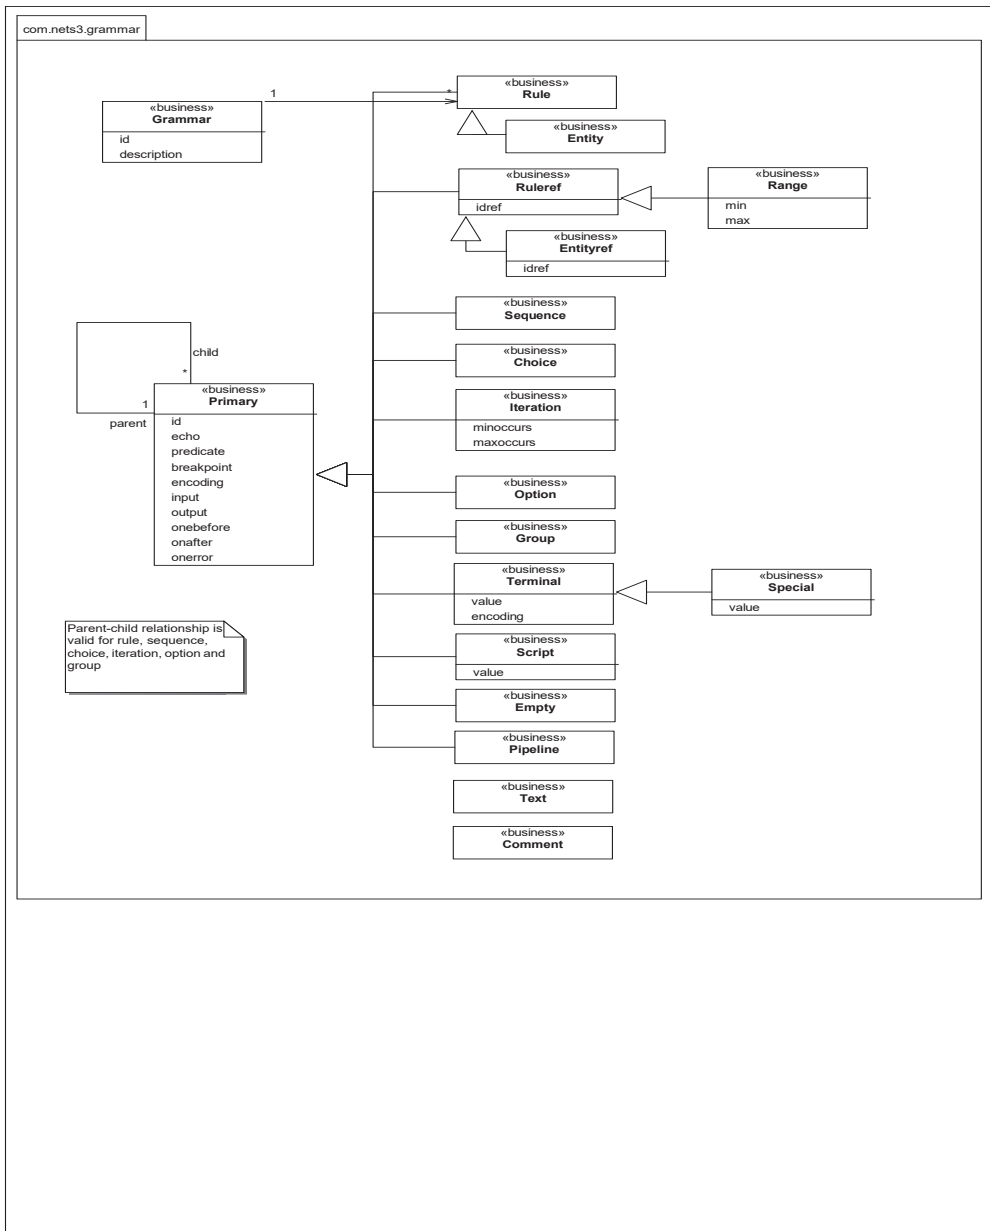 com.nets3.grammar
1
*
«business»
Rule
«business»
Grammar
id
description
«business»
Entity
«business»
Ruleref
idref
«business»
Range
min
max
«business»
Entityref
idref
«business»
Sequence
child
*
«business»
Choice
1
parent
«business»
Primary
id
echo
predicate
breakpoint
encoding
input
output
onebefore
onafter
onerror
«business»
Iteration
minoccurs
maxoccurs
«business»
Option
«business»
Group
«business»
Terminal
value
encoding
«business»
Special
value
Parent-child relationship is
valid for rule, sequence,
choice, iteration, option and
group
«business»
Script
value
«business»
Empty
«business»
Pipeline
«business»
Text
«business»
Comment